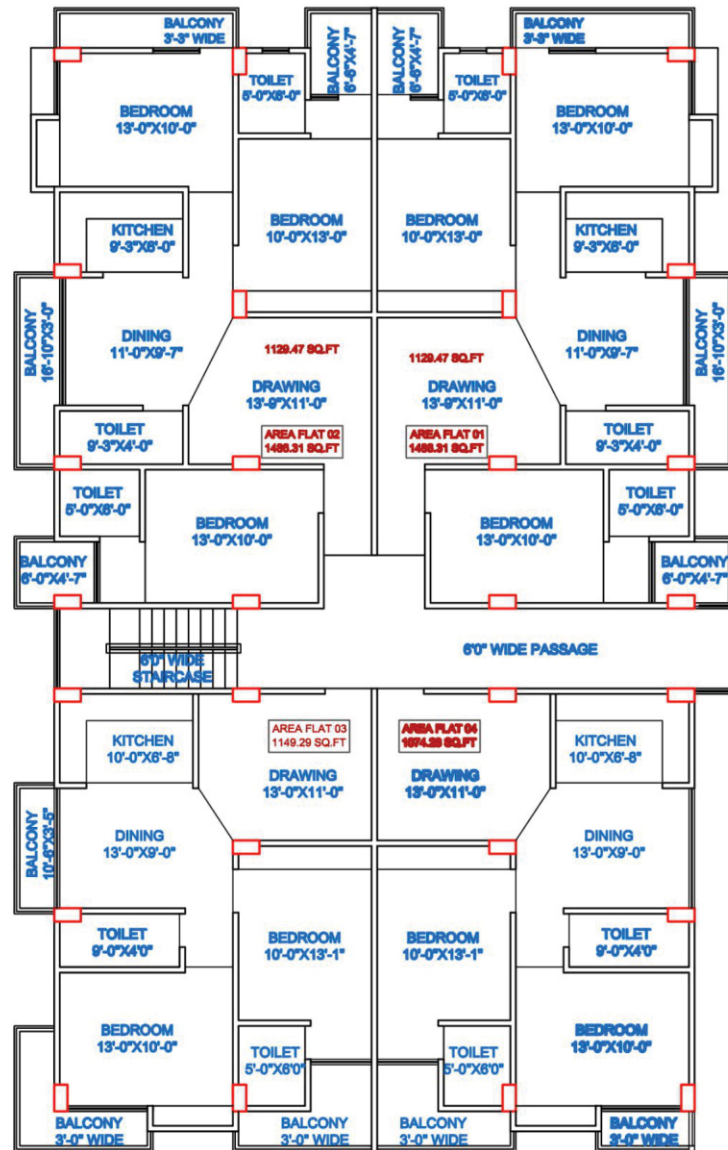 BALCONY
3'-3" WIDE
BALCONY
6'-6"X4'-7"
BALCONY
6'-6"X4'-7"
BALCONY
3'-3" WIDE
TOILET
5'-0"X6'-0"
TOILET
5'-0"X6'-0"
BEDROOM
13'-0"X10'-0"
BEDROOM
13'-0"X10'-0"
BEDROOM
10'-0"X13'-0"
BEDROOM
10'-0"X13'-0"
KITCHEN
9'-3"X6'-0"
KITCHEN
9'-3"X6'-0"
BALCONY
16'-10"X3'-0"
DINING
11'-0"X9'-7"
DINING
11'-0"X9'-7"
BALCONY
16'-10"X3'-0"
1129.47 SQ.FT
1129.47 SQ.FT
DRAWING
13'-9"X11'-0"
DRAWING
13'-9"X11'-0"
AREA FLAT 02
1486.31 SQ.FT
AREA FLAT 01
1486.31 SQ.FT
TOILET
9'-3"X4'-0"
TOILET
9'-3"X4'-0"
TOILET
5'-0"X6'-0"
TOILET
5'-0"X6'-0"
BEDROOM
13'-0"X10'-0"
BEDROOM
13'-0"X10'-0"
BALCONY
6'-0"X4'-7"
BALCONY
6'-0"X4'-7"
6'0" WIDE
STAIRCASE
6'0" WIDE PASSAGE
AREA FLAT 03
1149.29 SQ.FT
AREA FLAT 04
1074.28 SQ.FT
KITCHEN
10'-0"X6'-8"
KITCHEN
10'-0"X6'-8"
DRAWING
13'-0"X11'-0"
DRAWING
13'-0"X11'-0"
BALCONY
10'-6"X3'-5"
DINING
13'-0"X9'-0"
DINING
13'-0"X9'-0"
TOILET
9'-0"X4'0"
TOILET
9'-0"X4'0"
BEDROOM
10'-0"X13'-1"
BEDROOM
10'-0"X13'-1"
BEDROOM
13'-0"X10'-0"
BEDROOM
13'-0"X10'-0"
TOILET
5'-0"X6'0"
TOILET
5'-0"X6'0"
BALCONY
3'-0" WIDE
BALCONY
3'-0" WIDE
BALCONY
3'-0" WIDE
BALCONY
3'-0" WIDE